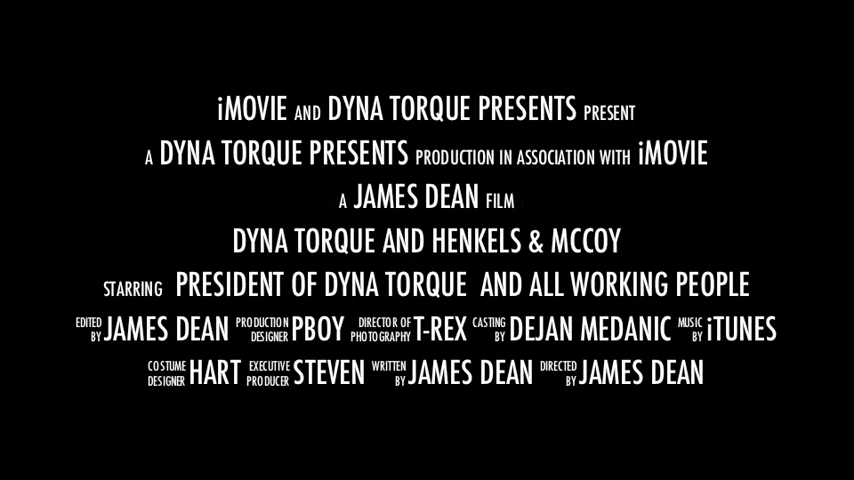 iMOVIE AND DYNA TORQUE PRESENTS PRESENT
A DYNA TORQUE PRESENTS PRODUCTION IN ASSOCIATION WITH iMOVIE
A JAMES DEAN FILM
DYNA TORQUE AND HENKELS & MCCOY
STARRING PRESIDENT OF DYNA TORQUE AND ALL WORKING PEOPLE
EDITED BY JAMES DEAN PRODUCTION DESIGNER PBOY DIRECTOR OF PHOTOGRAPHY T-REX CASTING BY DEJAN MEDANIC MUSIC BY iTUNES
COSTUME DESIGNER HART EXECUTIVE PRODUCER STEVEN WRITTEN BY JAMES DEAN DIRECTED BY JAMES DEAN